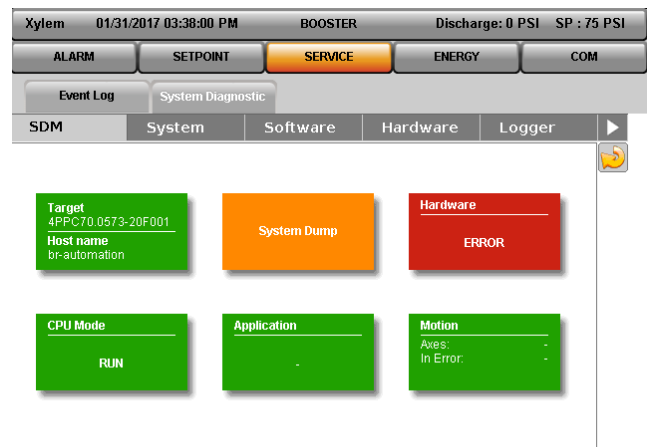 Xylem 01/31/2017 03:38:00 PM BOOSTER Discharge: 0 PSI SP : 75 PSI
ALARM SETPOINT SERVICE ENERGY COM
Event Log System Diagnostic
SDM System Software Hardware Logger
Target
4PPC70.0573-20F001
Host name
br-automation
System Dump
Hardware
ERROR
CPU Mode
RUN
Application
-
Motion
Axes: -
In Error: -